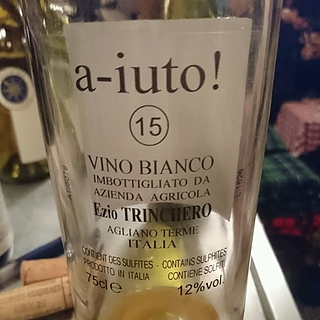 a-iuto!
15
VINO BIANCO
IMBOTTIGLIATO DA
AZIENDA AGRICOLA
Ezio TRINCHERO
AGLIANO TERME
ITALIA
CONTIENT DES SULFITES - CONTAINS SULPHITES
PRODOTTO IN ITALIA CONTIENE SOLFITI
75cl e 12%vol.